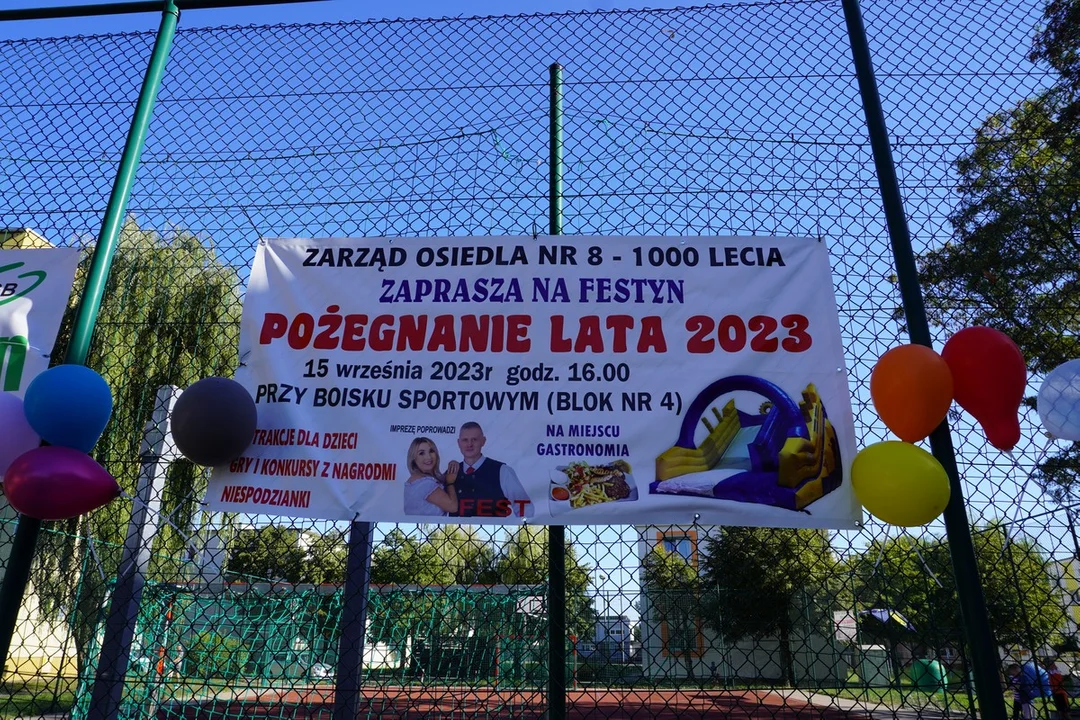 ZARZĄD OSIEDLA NR 8 - 1000 LECIA
ZAPRASZA NA FESTYN
POŻEGNANIE LATA 2023
15 września 2023r godz. 16.00
PRZY BOISKU SPORTOWYM (BLOK NR 4)
TRAKCJE DLA DZIECI
GRY I KONKURSY Z NAGRODMI
NIESPODZIANKI
IMPREZĘ POPROWADZI
FEST
NA MIEJSCU
GASTRONOMIA